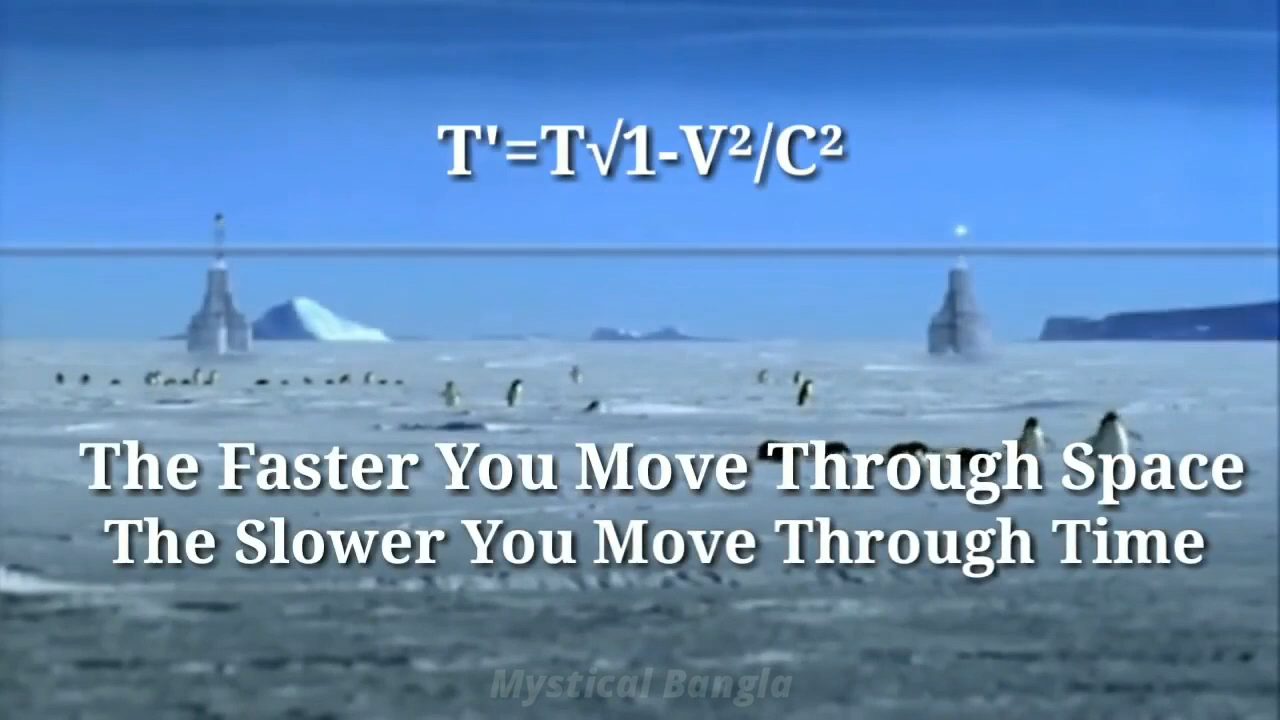 T'=T√1-V²/C²
The Faster You Move Through Space
The Slower You Move Through Time
Mystical Bangla